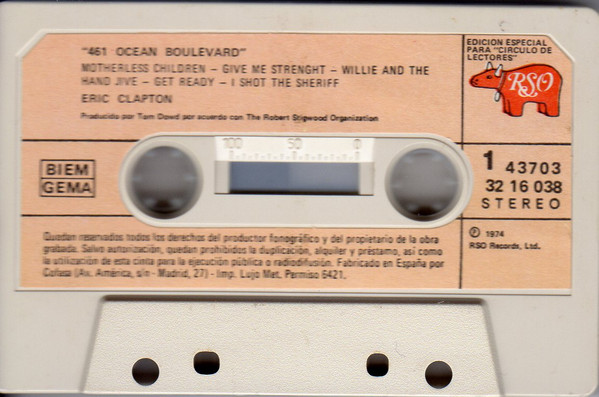 "461 OCEAN BOULEVARD"
MOTHERLESS CHILDREN – GIVE ME STRENGHT – WILLIE AND THE
HAND JIVE – GET READY – I SHOT THE SHERIFF
ERIC CLAPTON
Producido por Tom Dowd por acuerdo con The Robert Stigwood Organization
EDICION ESPECIAL
PARA "CIRCULO DE
LECTORES"
RSO
100 50 0
BIEM
GEMA
1 43703
32 16 038
STEREO
Ⓟ 1974
RSO Records, Ltd.
Quedan reservados todos los derechos del productor fonográfico y del propietario de la obra
grabada. Salvo autorización, quedan prohibidos la duplicación, alquiler y préstamo, así como
la utilización de esta cinta para la ejecución pública o radiodifusión. Fabricado en España por
Cofasa (Av. América, s/n - Madrid, 27) - Imp. Lujo Met. Permiso 6421.